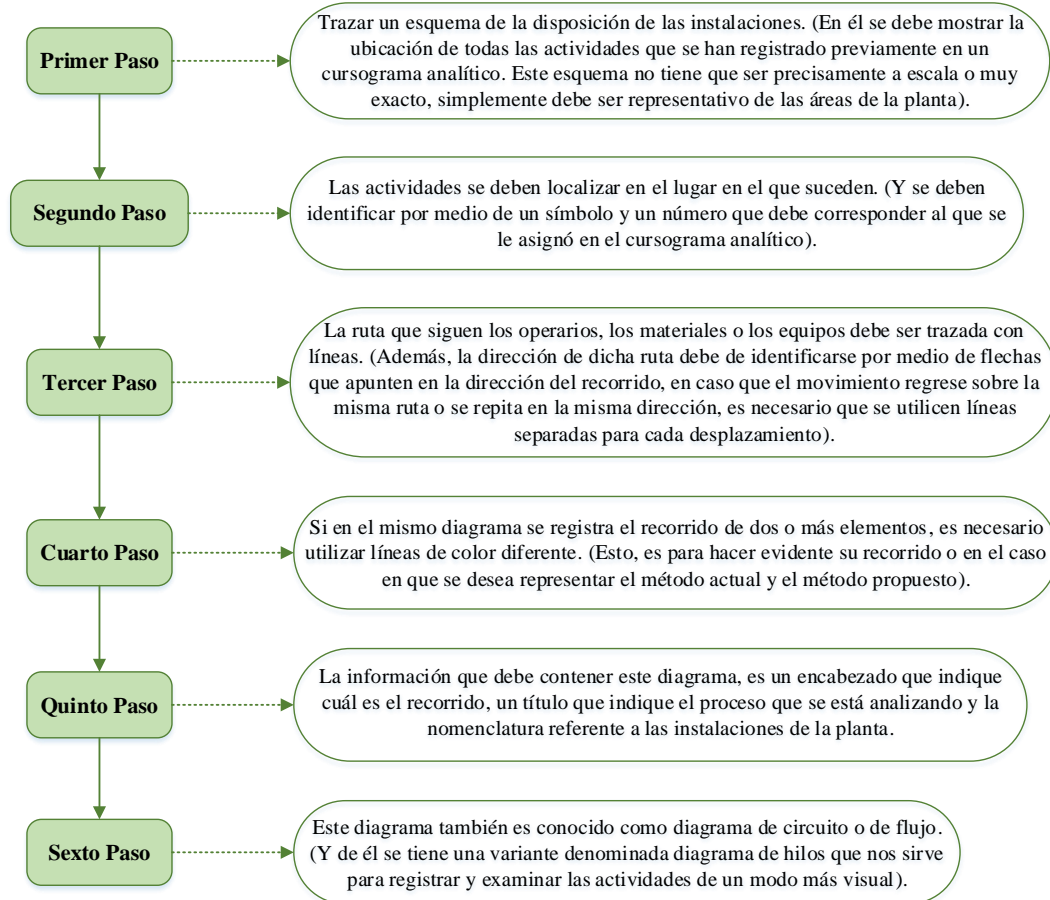 Primer Paso
Trazar un esquema de la disposición de las instalaciones. (En él se debe mostrar la
ubicación de todas las actividades que se han registrado previamente en un
cursograma analítico. Este esquema no tiene que ser precisamente a escala o muy
exacto, simplemente debe ser representativo de las áreas de la planta).
Segundo Paso
Las actividades se deben localizar en el lugar en el que suceden. (Y se deben
identificar por medio de un símbolo y un número que debe corresponder al que se
le asignó en el cursograma analítico).
Tercer Paso
La ruta que siguen los operarios, los materiales o los equipos debe ser trazada con
líneas. (Además, la dirección de dicha ruta debe de identificarse por medio de flechas
que apunten en la dirección del recorrido, en caso que el movimiento regrese sobre la
misma ruta o se repita en la misma dirección, es necesario que se utilicen líneas
separadas para cada desplazamiento).
Cuarto Paso
Si en el mismo diagrama se registra el recorrido de dos o más elementos, es necesario
utilizar líneas de color diferente. (Esto, es para hacer evidente su recorrido o en el caso
en que se desea representar el método actual y el método propuesto).
Quinto Paso
La información que debe contener este diagrama, es un encabezado que indique
cuál es el recorrido, un título que indique el proceso que se está analizando y la
nomenclatura referente a las instalaciones de la planta.
Sexto Paso
Este diagrama también es conocido como diagrama de circuito o de flujo.
(Y de él se tiene una variante denominada diagrama de hilos que nos sirve
para registrar y examinar las actividades de un modo más visual).